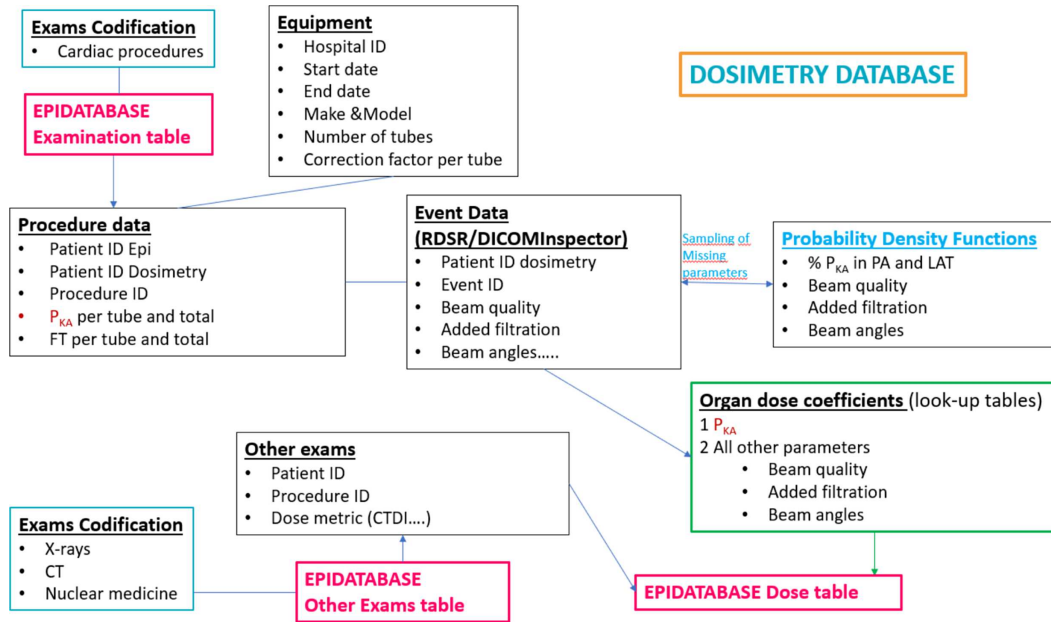 Exams Codification
• Cardiac procedures
EPIDATABASE
Examination table
Equipment
• Hospital ID
• Start date
• End date
• Make &Model
• Number of tubes
• Correction factor per tube
DOSIMETRY DATABASE
Procedure data
• Patient ID Epi
• Patient ID Dosimetry
• Procedure ID
• PKA per tube and total
• FT per tube and total
Event Data
(RDSR/DICOMInspector)
• Patient ID dosimetry
• Event ID
• Beam quality
• Added filtration
• Beam angles.....
Sampling of
Missing
parameters
Probability Density Functions
• % PKA in PA and LAT
• Beam quality
• Added filtration
• Beam angles
Organ dose coefficients (look-up tables)
1 PKA
2 All other parameters
• Beam quality
• Added filtration
• Beam angles
Other exams
• Patient ID
• Procedure ID
• Dose metric (CTDI....)
Exams Codification
• X-rays
• CT
• Nuclear medicine
EPIDATABASE
Other Exams table
EPIDATABASE Dose table